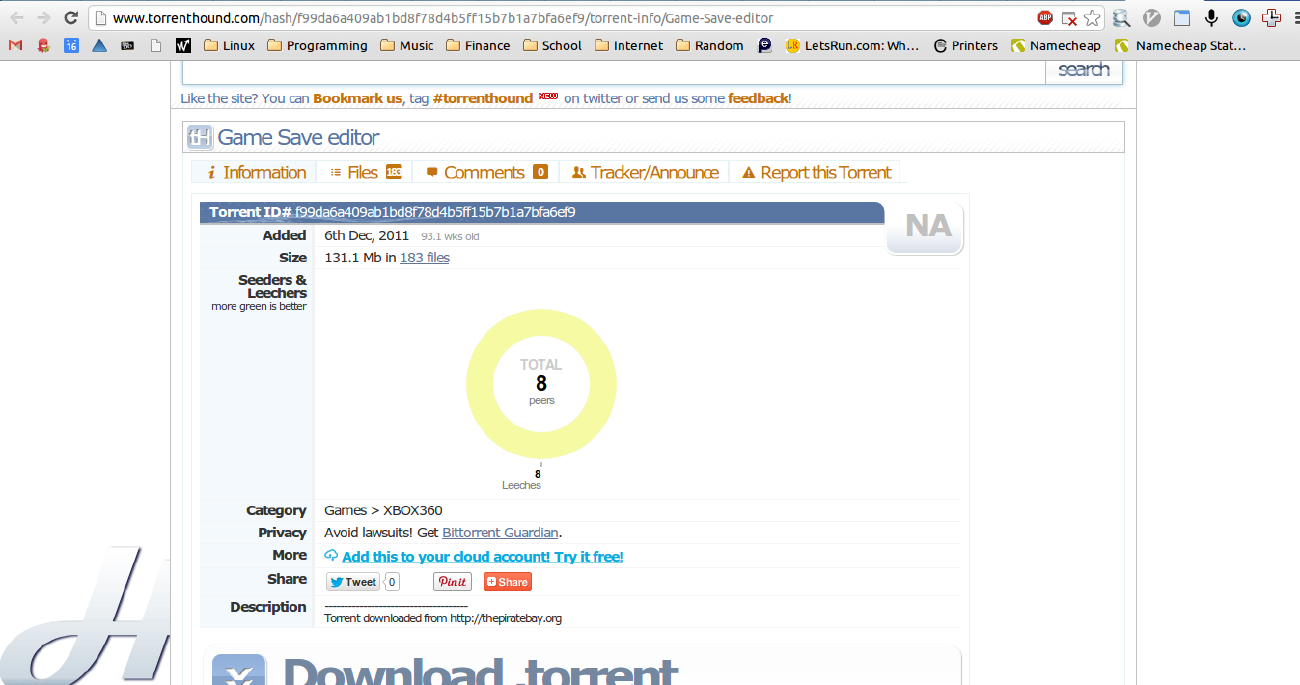 www.torrenthound.com/hash/f99da6a409ab1bd8f78d4b5ff15b7b1a7bfa6ef9/torrent-info/Game-Save-editor
ABP
16 Linux Programming Music Finance School Internet Random LR LetsRun.com: Wh... Printers Namecheap Namecheap Stat...
search
Like the site? You can Bookmark us, tag #torrenthound NEW on twitter or send us some feedback!
tH Game Save editor
Information Files 183 Comments 0 Tracker/Announce Report this Torrent
Torrent ID# f99da6a409ab1bd8f78d4b5ff15b7b1a7bfa6ef9
NA
Added 6th Dec, 2011 93.1 wks old
Size 131.1 Mb in 183 files
Seeders &
Leechers
more green is better
TOTAL
8
peers
8
Leeches
Category Games > XBOX360
Privacy Avoid lawsuits! Get Bittorrent Guardian.
More Add this to your cloud account! Try it free!
Share Tweet 0 Pinit Share
Description ------------------------------------
Torrent downloaded from http://thepiratebay.org
Download .torrent